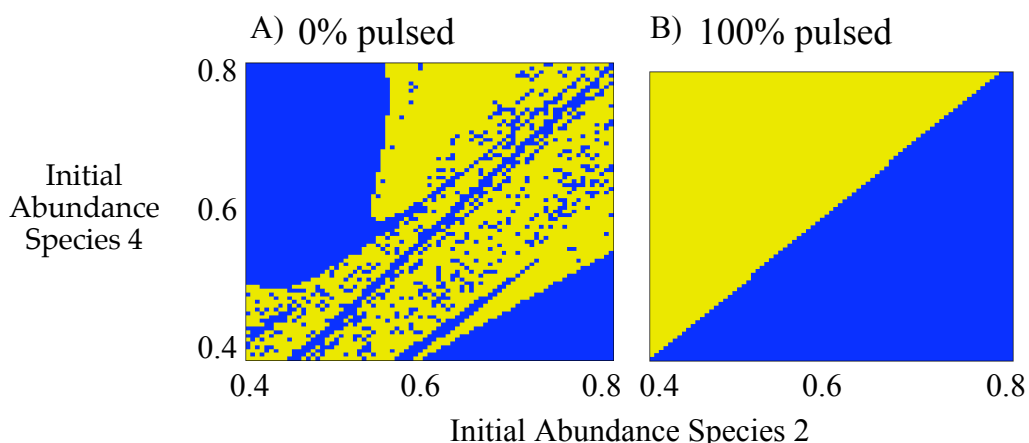 A) 0% pulsed
B) 100% pulsed
0.8
Initial
Abundance
Species 4
0.6
0.4
0.4 0.6 0.8
0.4 0.6 0.8
Initial Abundance Species 2